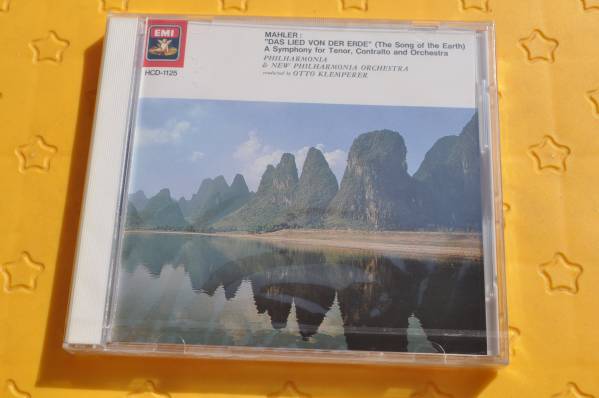 EMI
HCD-1125
MAHLER:
"DAS LIED VON DER ERDE" (The Song of the Earth)
A Symphony for Tenor, Contralto and Orchestra
PHILHARMONIA
& NEW PHILHARMONIA ORCHESTRA
conducted by OTTO KLEMPERER